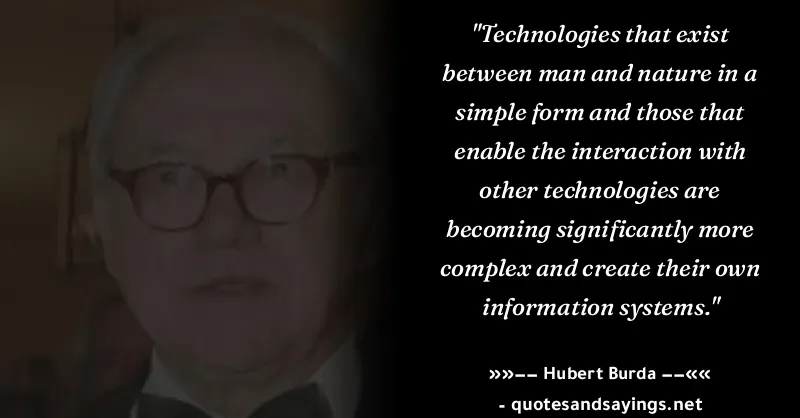 "Technologies that exist
between man and nature in a
simple form and those that
enable the interaction with
other technologies are
becoming significantly more
complex and create their own
information systems."
»»−− Hubert Burda −−««
- quotesandsayings.net